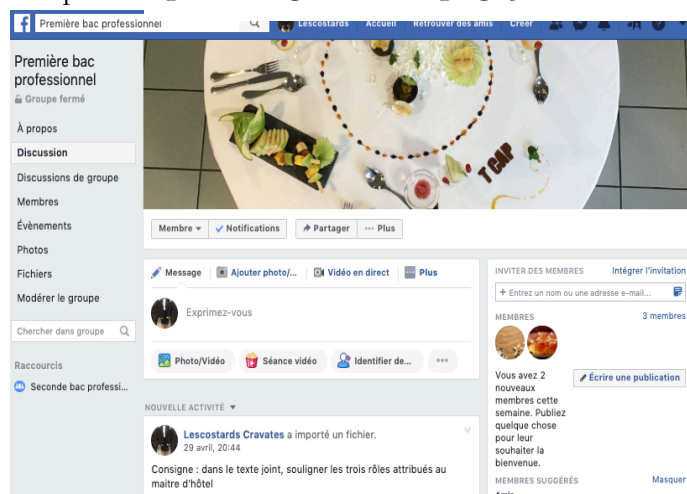 Première bac professionnel
Lescostards Accueil Retrouver des amis Créer
Première bac
professionnel
Groupe fermé
À propos
Discussion
Discussions de groupe
Membres
Évènements
Photos
Fichiers
Modérer le groupe
Chercher dans groupe
Raccourcis
Seconde bac professi...
T CAP
Membre Notifications Partager ... Plus
Message Ajouter photo/... Vidéo en direct Plus
Exprimez-vous
Photo/Vidéo Séance vidéo Identifier de... ...
NOUVELLE ACTIVITÉ
Lescostards Cravates a importé un fichier.
29 avril, 20:44
Consigne : dans le texte joint, souligner les trois rôles attribués au
maitre d'hôtel
INVITER DES MEMBRES Intégrer l'invitation
+ Entrez un nom ou une adresse e-mail...
MEMBRES 3 membres
Vous avez 2
nouveaux
membres cette
semaine. Publiez
quelque chose
pour leur
souhaiter la
bienvenue.
Écrire une publication
MEMBRES SUGGÉRÉS Masquer
Amis